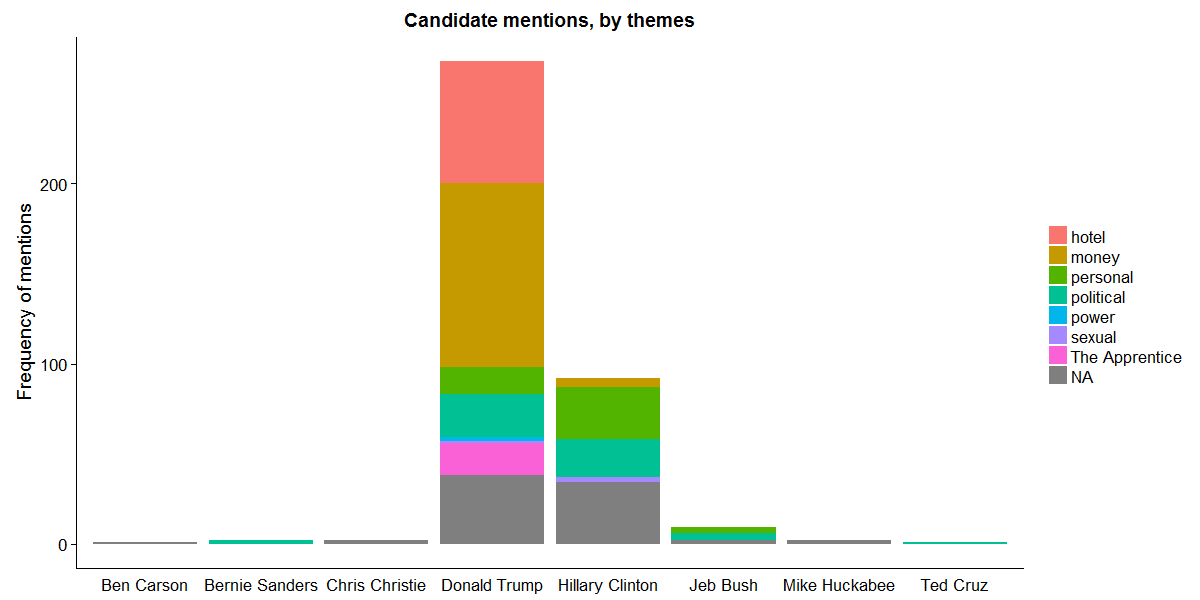 Candidate mentions, by themes
Frequency of mentions
200
100
0
Ben Carson
Bernie Sanders
Chris Christie
Donald Trump
Hillary Clinton
Jeb Bush
Mike Huckabee
Ted Cruz
hotel
money
personal
political
power
sexual
The Apprentice
NA